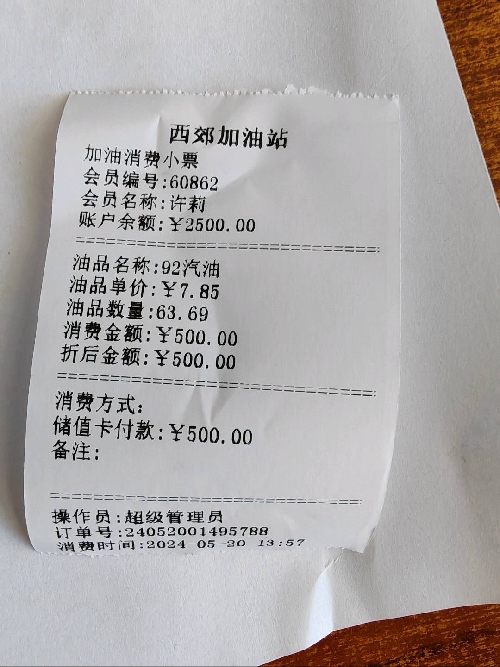 西郊加油站
加油消费小票
会员编号:60862
会员名称:许莉
账户余额:￥2500.00
================================
油品名称:92汽油
油品单价:￥7.85
油品数量:63.69
消费金额:￥500.00
折后金额:￥500.00
================================
消费方式:
储值卡付款:￥500.00
备注:
================================
操作员:超级管理员
订单号:24052001495788
消费时间:2024-05-20 13:57